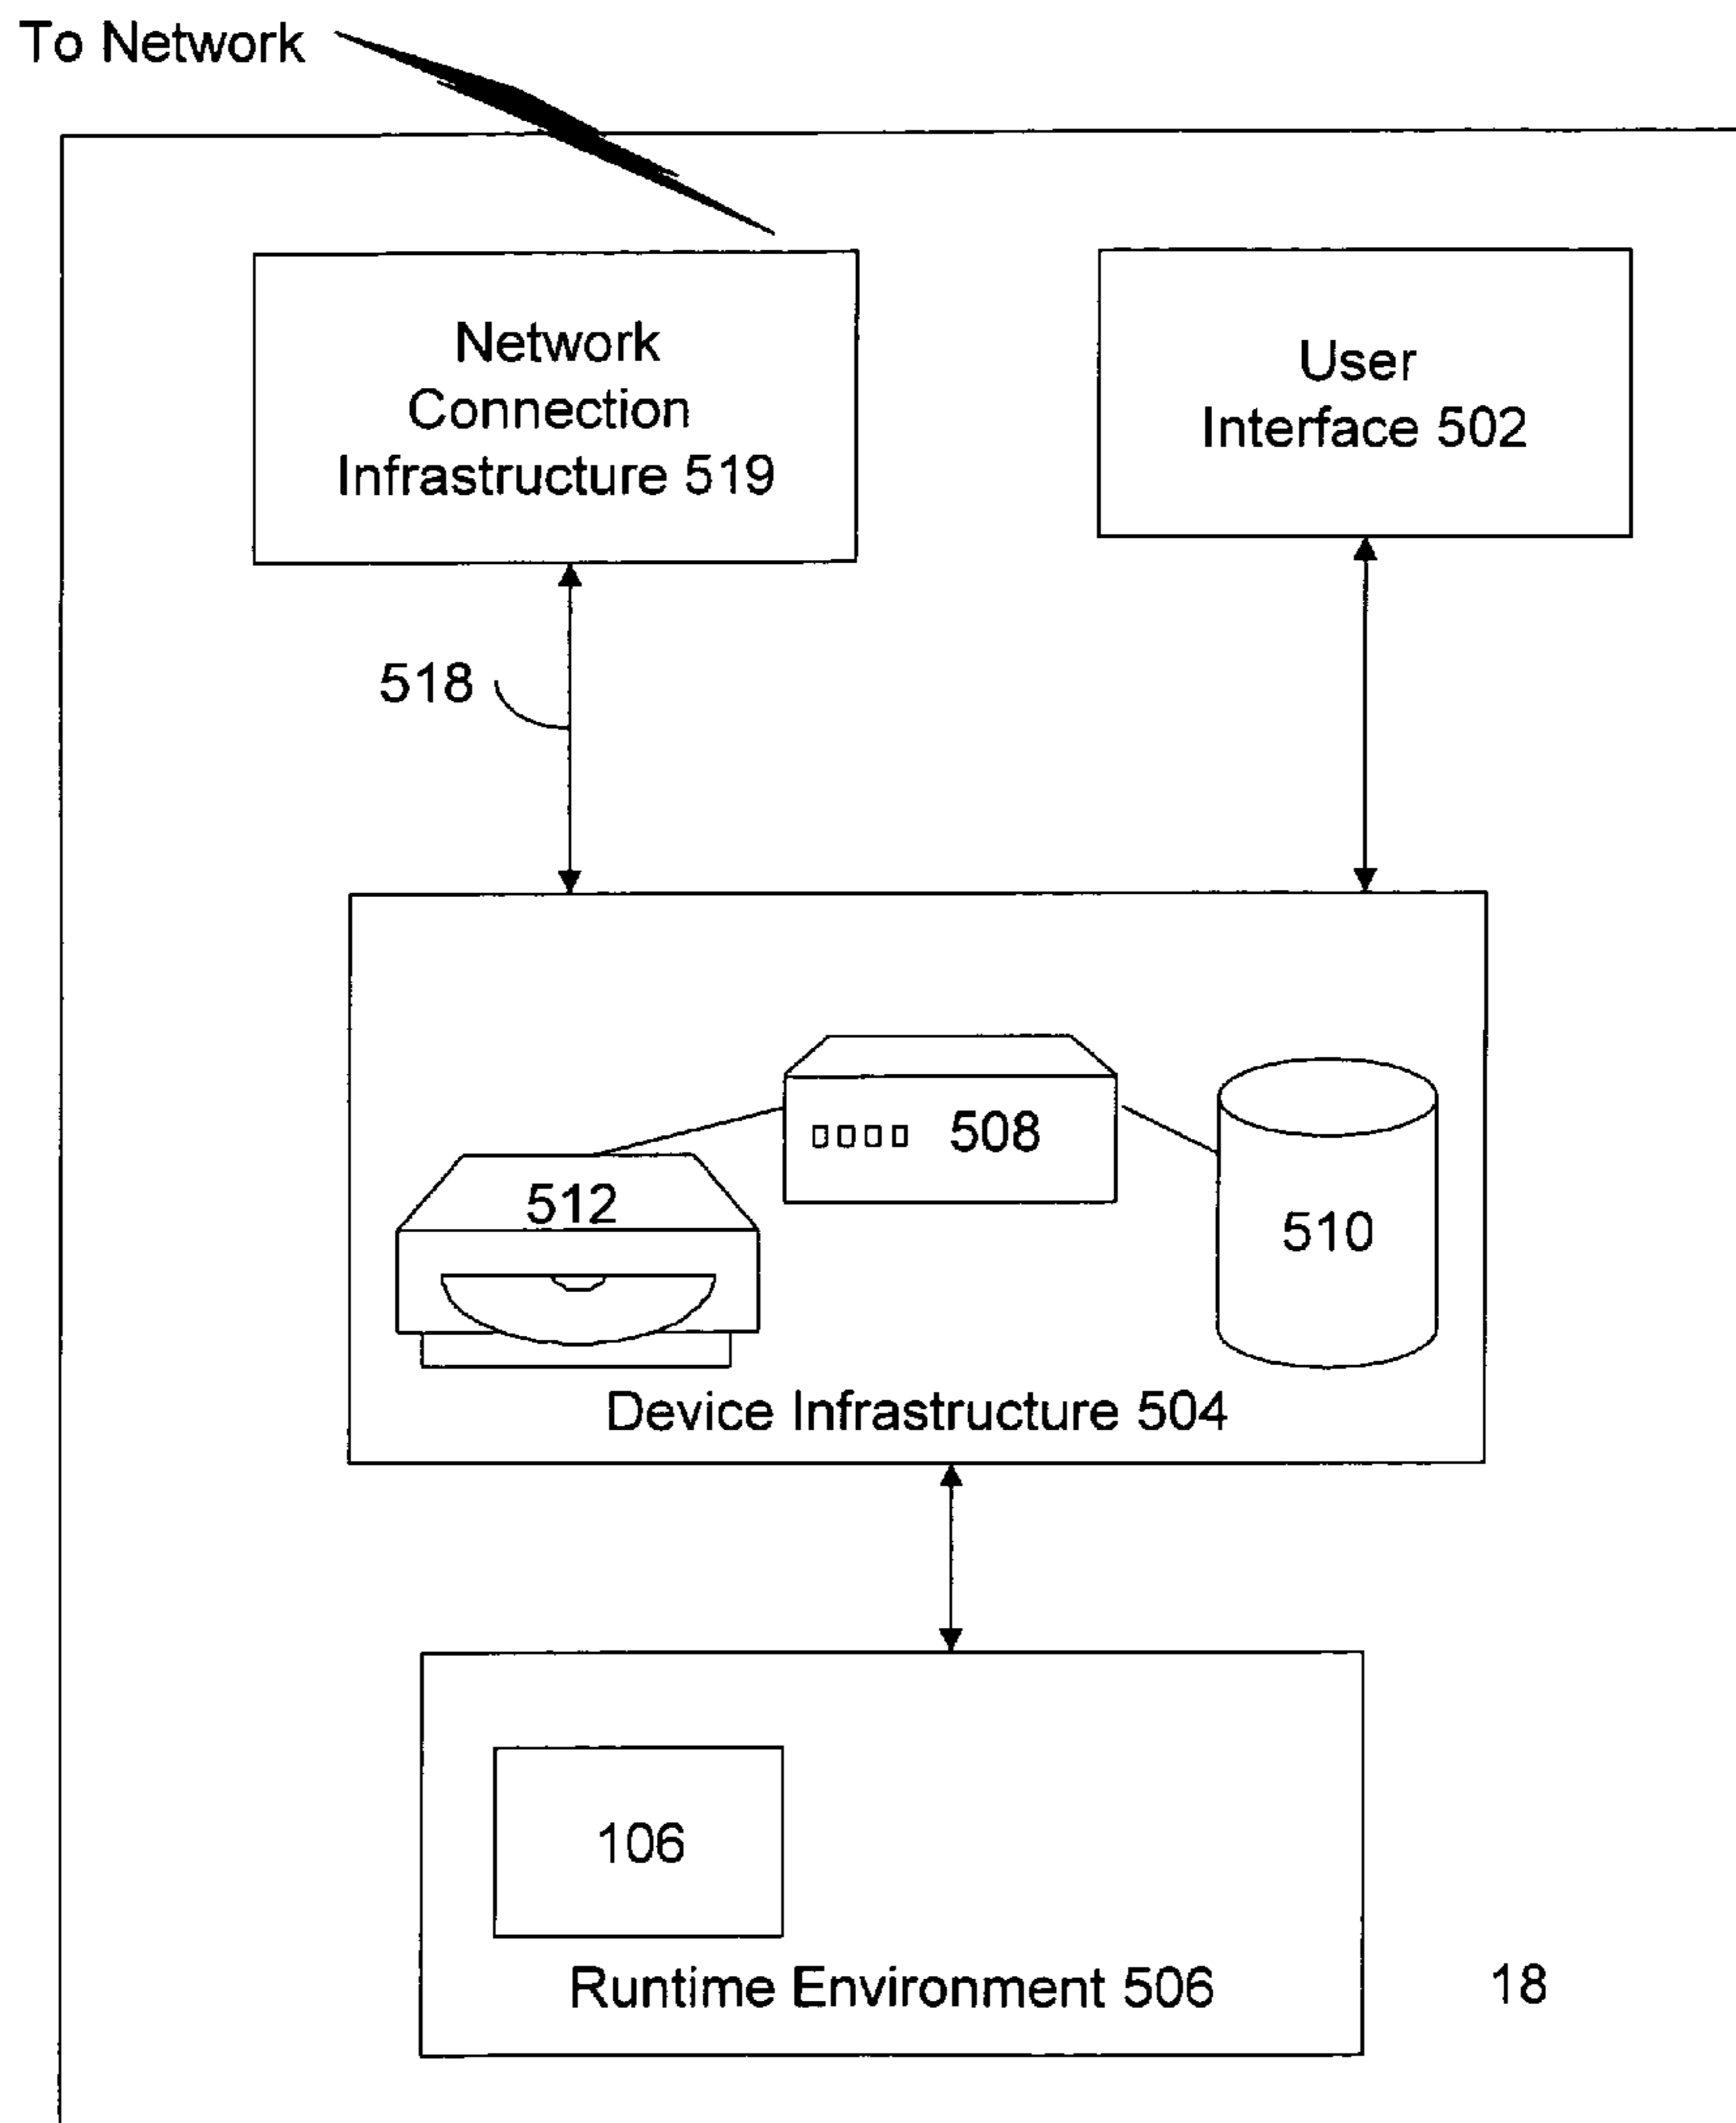 To Network
Network
Connection
Infrastructure 519
User
Interface 502
518
508
512
510
Device Infrastructure 504
106
Runtime Environment 506
18